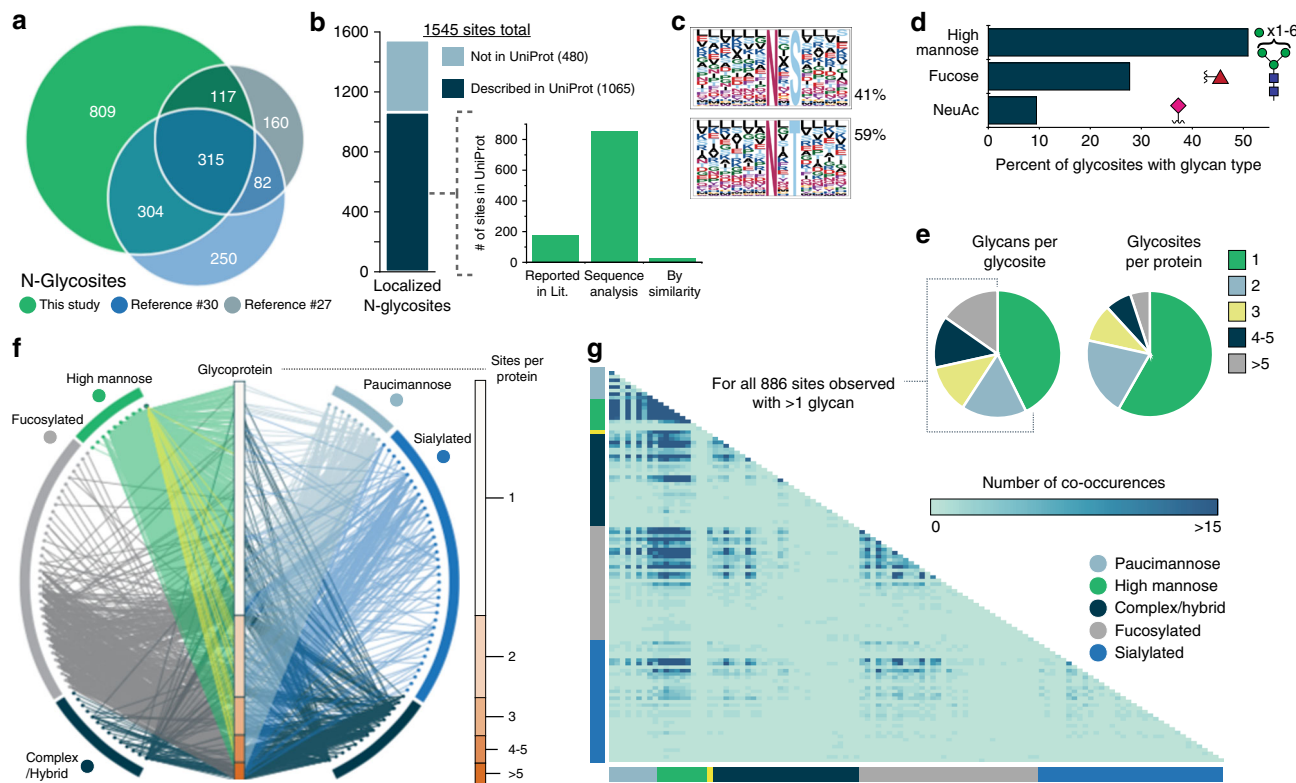 a
809
117
160
315
82
304
250
N-Glycosites
This study
Reference #30
Reference #27
b
1545 sites total
1600
1400
1200
1000
800
600
400
200
0
Not in UniProt (480)
Described in UniProt (1065)
Localized
N-glycosites
# of sites in UniProt
800
600
400
200
0
Reported
in Lit.
Sequence
analysis
By
similarity
c
41%
59%
d
High
mannose
Fucose
NeuAc
x1-6
0 10 20 30 40 50
Percent of glycosites with glycan type
e
Glycans per
glycosite
Glycosites
per protein
1
2
3
4-5
>5
For all 886 sites observed
with >1 glycan
f
High mannose
Fucosylated
Glycoprotein
Paucimannose
Sialylated
Complex
/Hybrid
Sites per
protein
1
2
3
4-5
>5
g
Number of co-occurences
0 >15
Paucimannose
High mannose
Complex/hybrid
Fucosylated
Sialylated